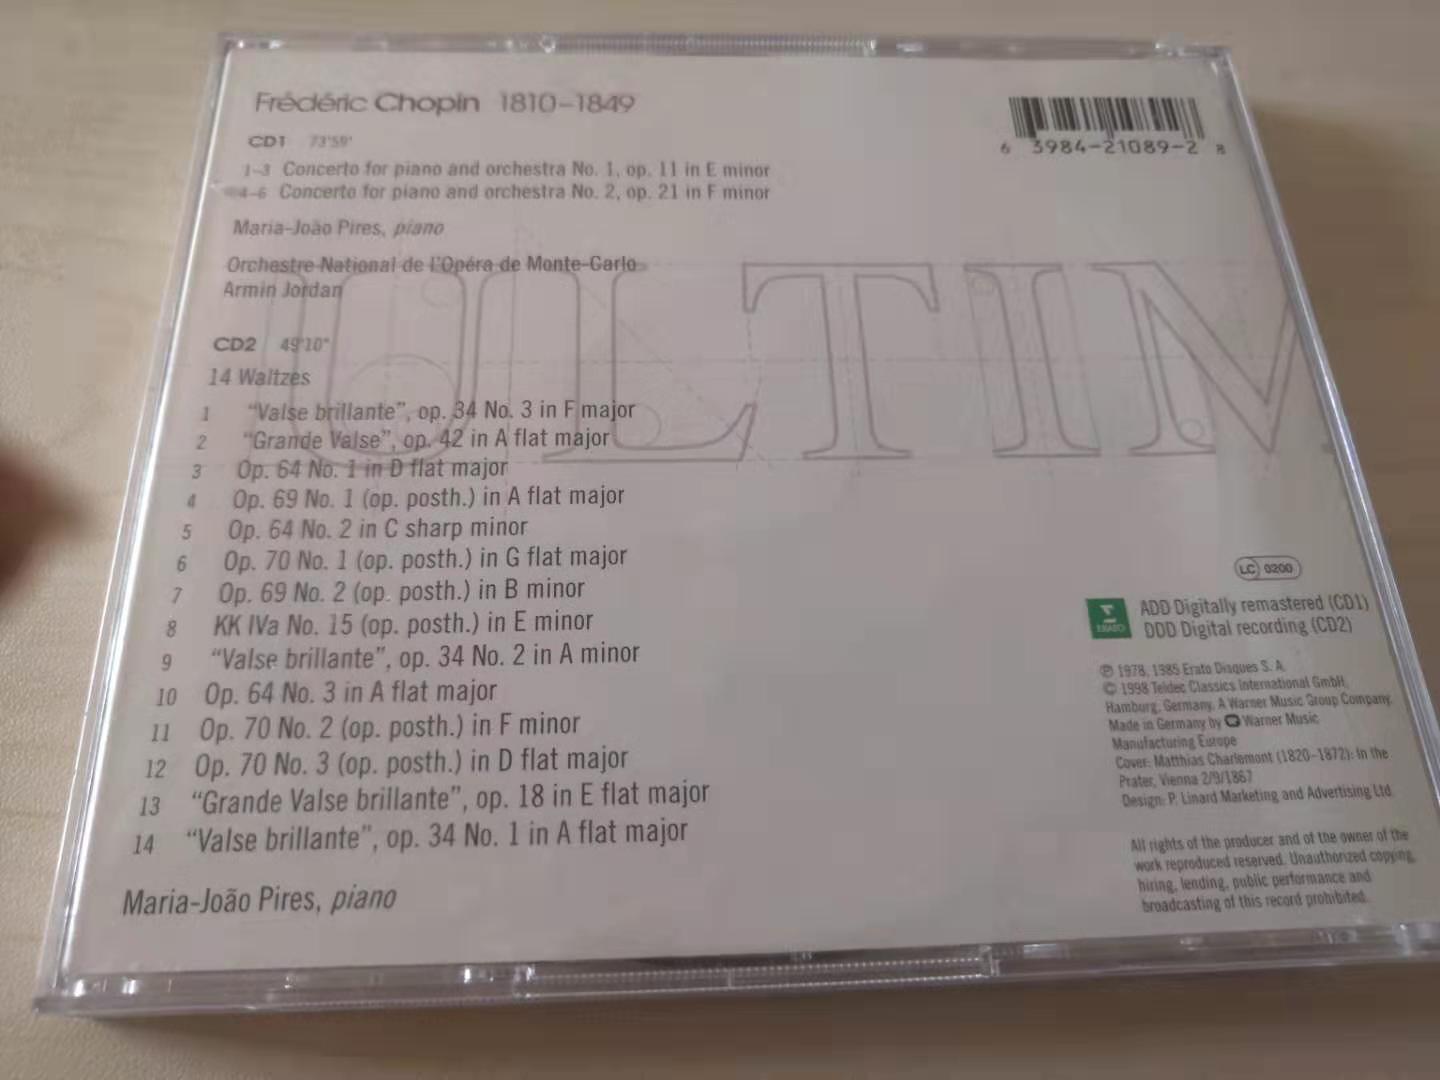 Frédéric Chopin 1810–1849
CD1 73'59"
1–3 Concerto for piano and orchestra No. 1, op. 11 in E minor
4–6 Concerto for piano and orchestra No. 2, op. 21 in F minor
Maria-João Pires, piano
Orchestre National de l'Opéra de Monte-Carlo
Armin Jordan
CD2 49'10"
14 Waltzes
1 "Valse brillante", op. 34 No. 3 in F major
2 "Grande Valse", op. 42 in A flat major
3 Op. 64 No. 1 in D flat major
4 Op. 69 No. 1 (op. posth.) in A flat major
5 Op. 64 No. 2 in C sharp minor
6 Op. 70 No. 1 (op. posth.) in G flat major
7 Op. 69 No. 2 (op. posth.) in B minor
8 KK IVa No. 15 (op. posth.) in E minor
9 "Valse brillante", op. 34 No. 2 in A minor
10 Op. 64 No. 3 in A flat major
11 Op. 70 No. 2 (op. posth.) in F minor
12 Op. 70 No. 3 (op. posth.) in D flat major
13 "Grande Valse brillante", op. 18 in E flat major
14 "Valse brillante", op. 34 No. 1 in A flat major
Maria-João Pires, piano
ULTIM
6 3984-21089-2 8
LC 0200
ERATO
ADD Digitally remastered (CD1)
DDD Digital recording (CD2)
℗ 1978, 1985 Erato Disques S. A.
© 1998 Teldec Classics International GmbH,
Hamburg, Germany. A Warner Music Group Company.
Made in Germany by Warner Music
Manufacturing Europe
Cover: Matthias Charlemont (1820–1872): In the
Prater, Vienna 2/9/1867
Design: P. Linard Marketing and Advertising Ltd.
All rights of the producer and of the owner of the
work reproduced reserved. Unauthorized copying,
hiring, lending, public performance and
broadcasting of this record prohibited.